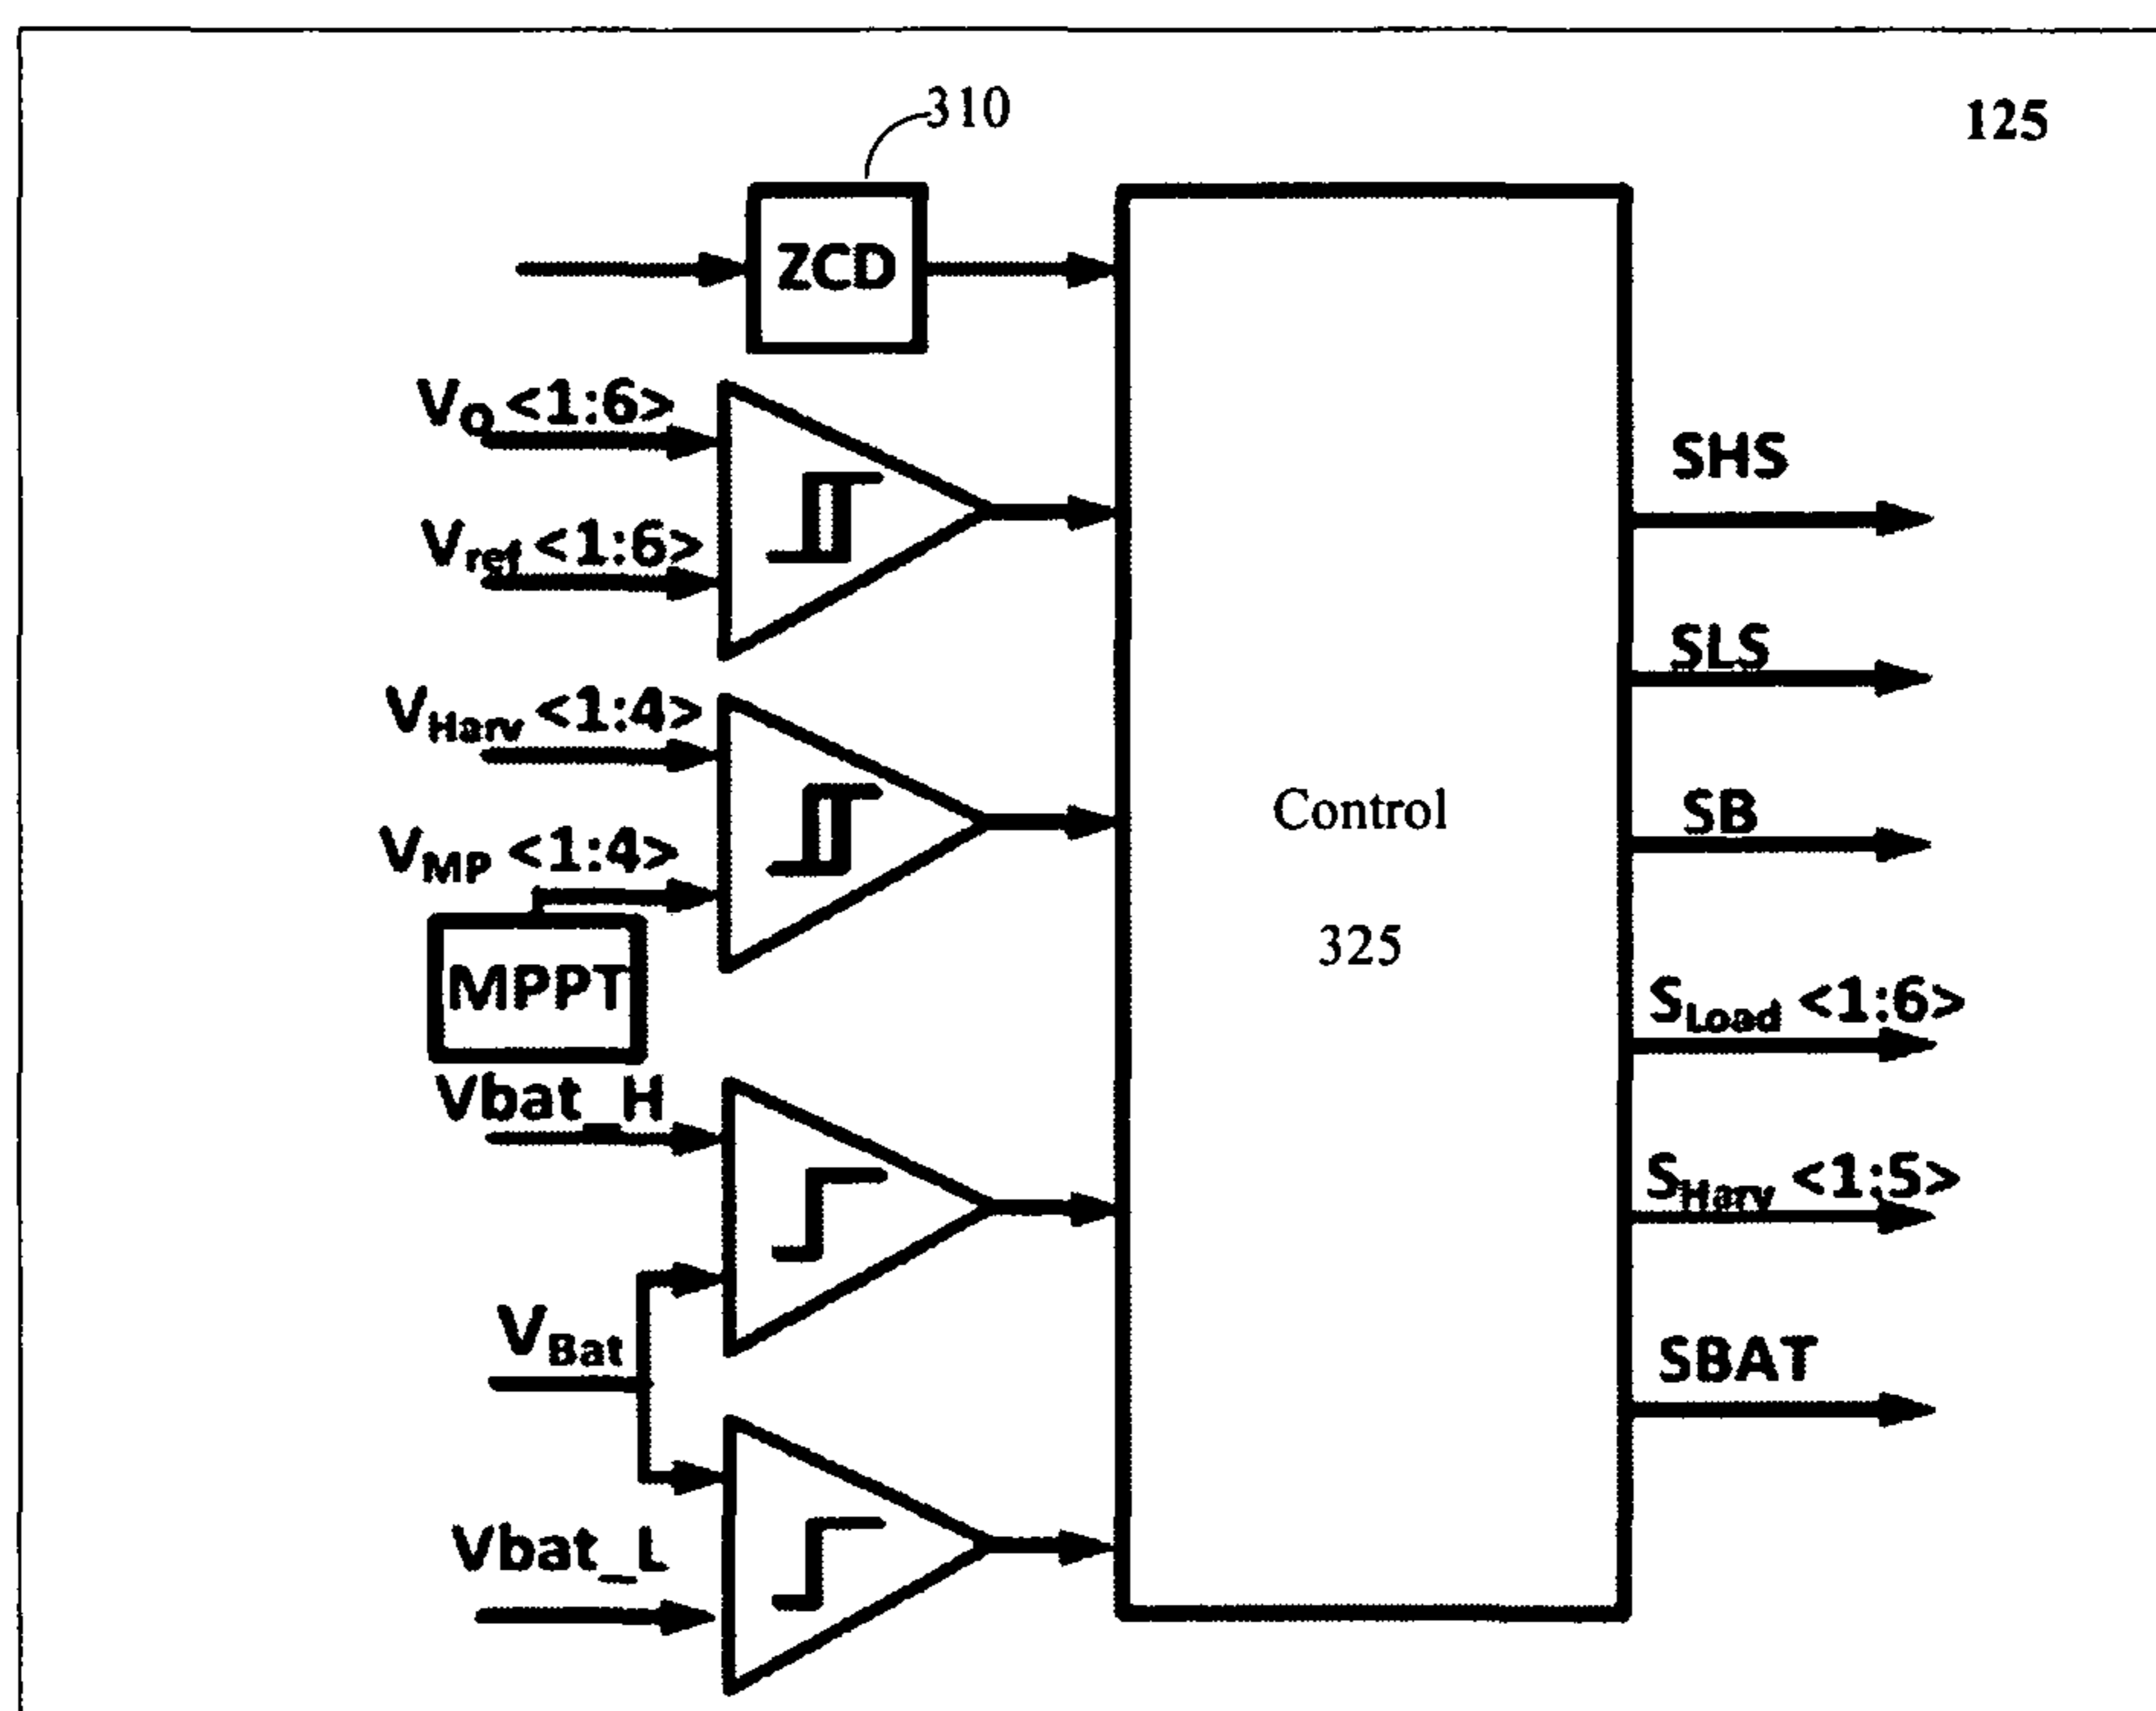 310
125
ZCD
VO <1:6>
Vref <1:6>
SHS
SLS
VHarv <1:4>
VMP <1:4>
MPPT
Control
325
SB
SLoad <1:6>
Vbat_H
SHarv <1:5>
VBat
SBAT
Vbat_L